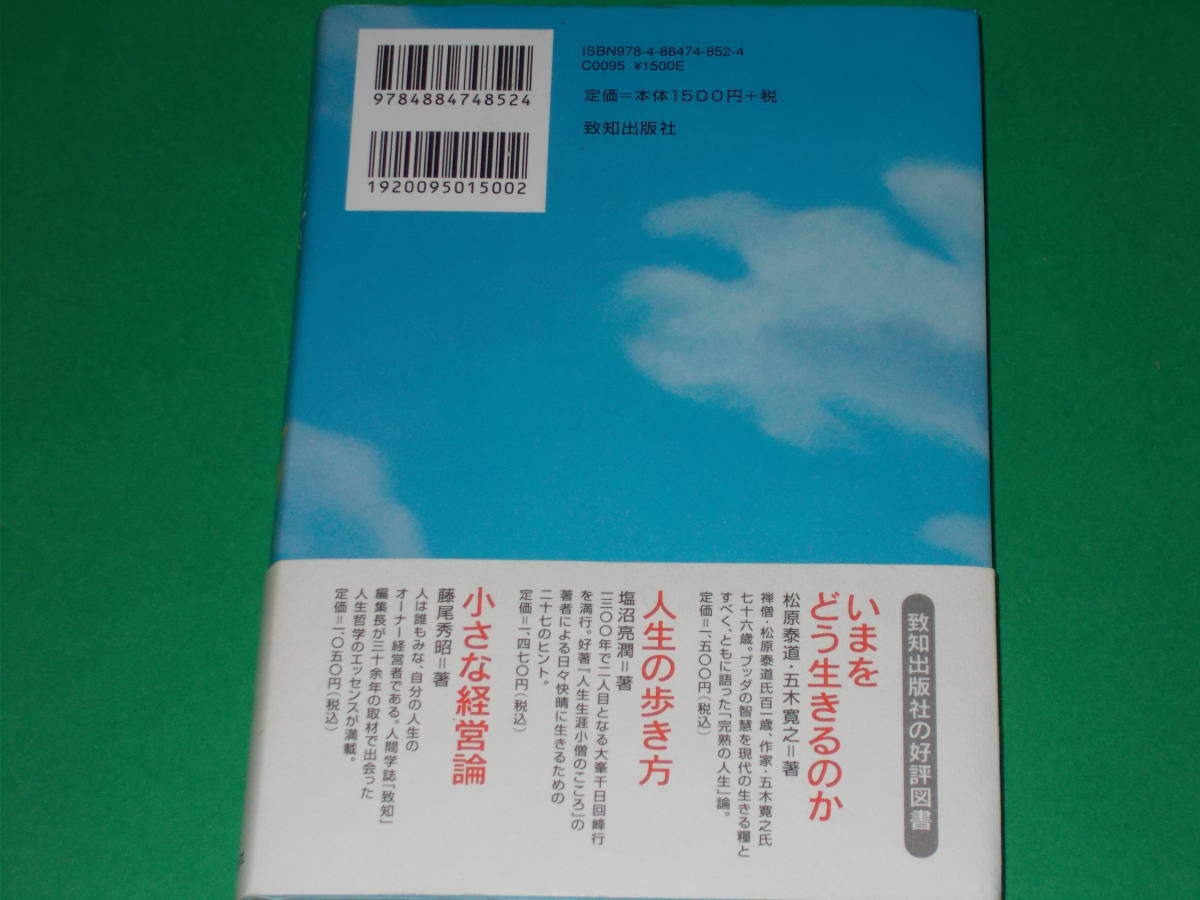 9784884748524
1920095015002
ISBN978-4-88474-852-4
C0095 ¥1500E
定価＝本体1500円＋税
致知出版社
致知出版社の好評図書
いまを
どう生きるのか
松原泰道・五木寛之＝著
禅僧・松原泰道氏百一歳、作家・五木寛之氏
七十六歳。ブッダの智慧を現代の生きる糧と
すべく、ともに語った「完熟の人生」論。
定価＝一、五〇〇円（税込）
人生の歩き方
塩沼亮潤＝著
一三〇〇年で二人目となる大峯千日回峰行
を満行。好著『人生生涯小僧のこころ』の
著者による日々快晴に生きるための
二十七のヒント。
定価＝一、四七〇円（税込）
小さな経営論
藤尾秀昭＝著
人は誰もみな、自分の人生の
オーナー経営者である。人間学誌『致知』
編集長が三十余年の取材で出会った
人生哲学のエッセンスが満載。
定価＝一、〇五〇円（税込）